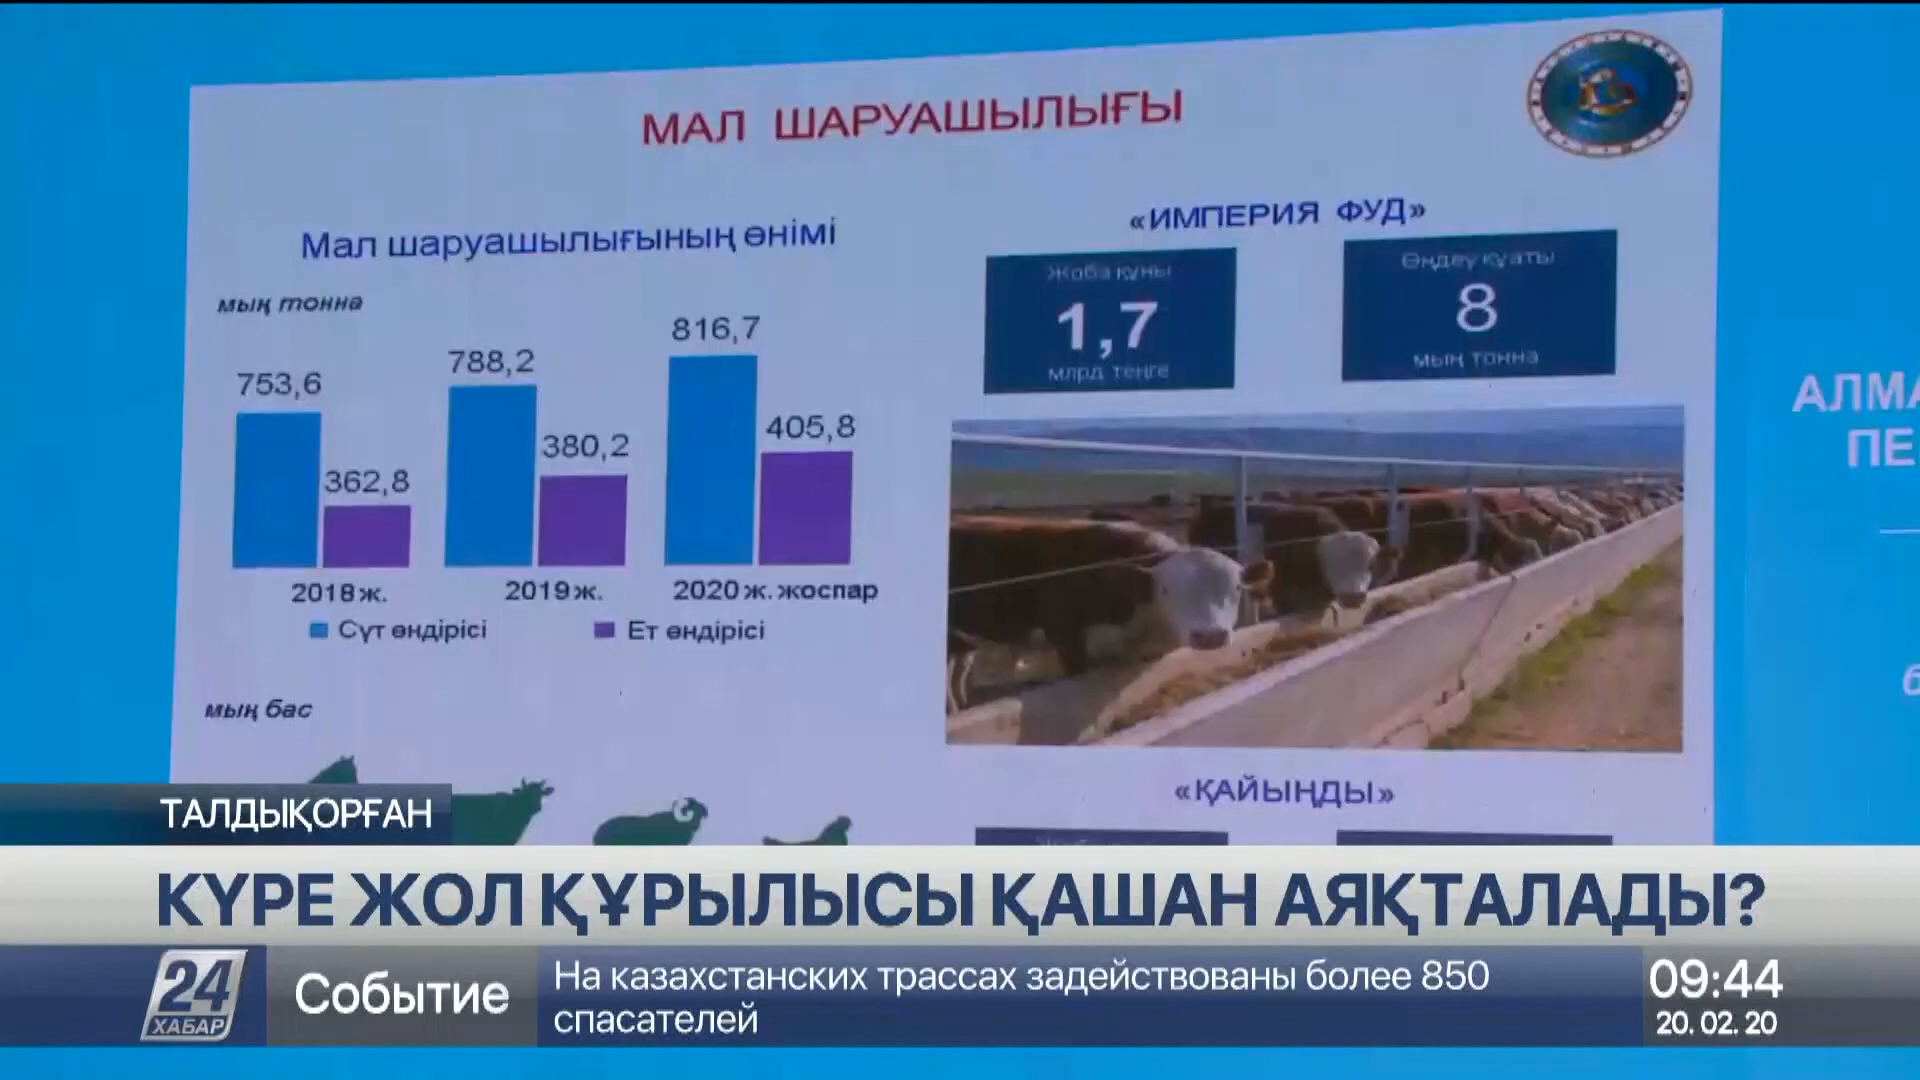 МАЛ ШАРУАШЫЛЫҒЫ
Мал шаруашылығының өнімі
мың тонна
753,6
362,8
788,2
380,2
816,7
405,8
2018 ж.
2019 ж.
2020 ж. жоспар
Сүт өндірісі
Ет өндірісі
мың бас
«ИМПЕРИЯ ФУД»
Жоба құны
1,7
млрд теңге
Өңдеу қуаты
8
мың тонна
«ҚАЙЫҢДЫ»
АЛМА
ПЕ
ТАЛДЫҚОРҒАН
КҮРЕ ЖОЛ ҚҰРЫЛЫСЫ ҚАШАН АЯҚТАЛАДЫ?
24
ХАБАР
Событие
На казахстанских трассах задействованы более 850
спасателей
09:44
20. 02. 20